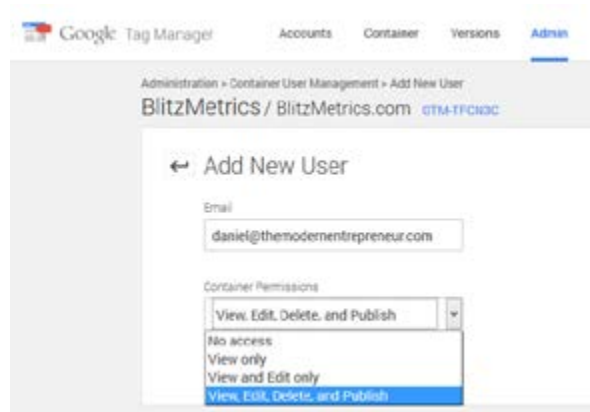 Google Tag Manager Accounts Container Versions Admin
Administration » Container User Management » Add New User
BlitzMetrics / BlitzMetrics.com
Add New User
Email
daniel@themodernentrepreneur.com
Container Permissions
View, Edit, Delete, and Publish
No access
View only
View and Edit only
View, Edit, Delete, and Publish